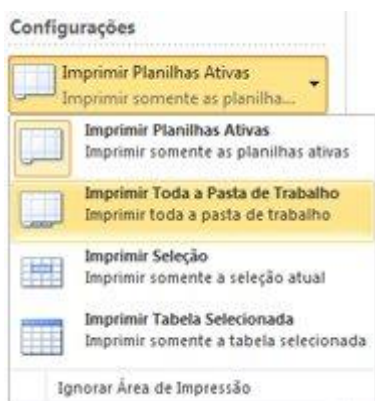 Configurações
Imprimir Planilhas Ativas
Imprimir somente as planilha...
Imprimir Planilhas Ativas
Imprimir somente as planilhas ativas
Imprimir Toda a Pasta de Trabalho
Imprimir toda a pasta de trabalho
Imprimir Seleção
Imprimir somente a seleção atual
Imprimir Tabela Selecionada
Imprimir somente a tabela selecionada
Ignorar Área de Impressão